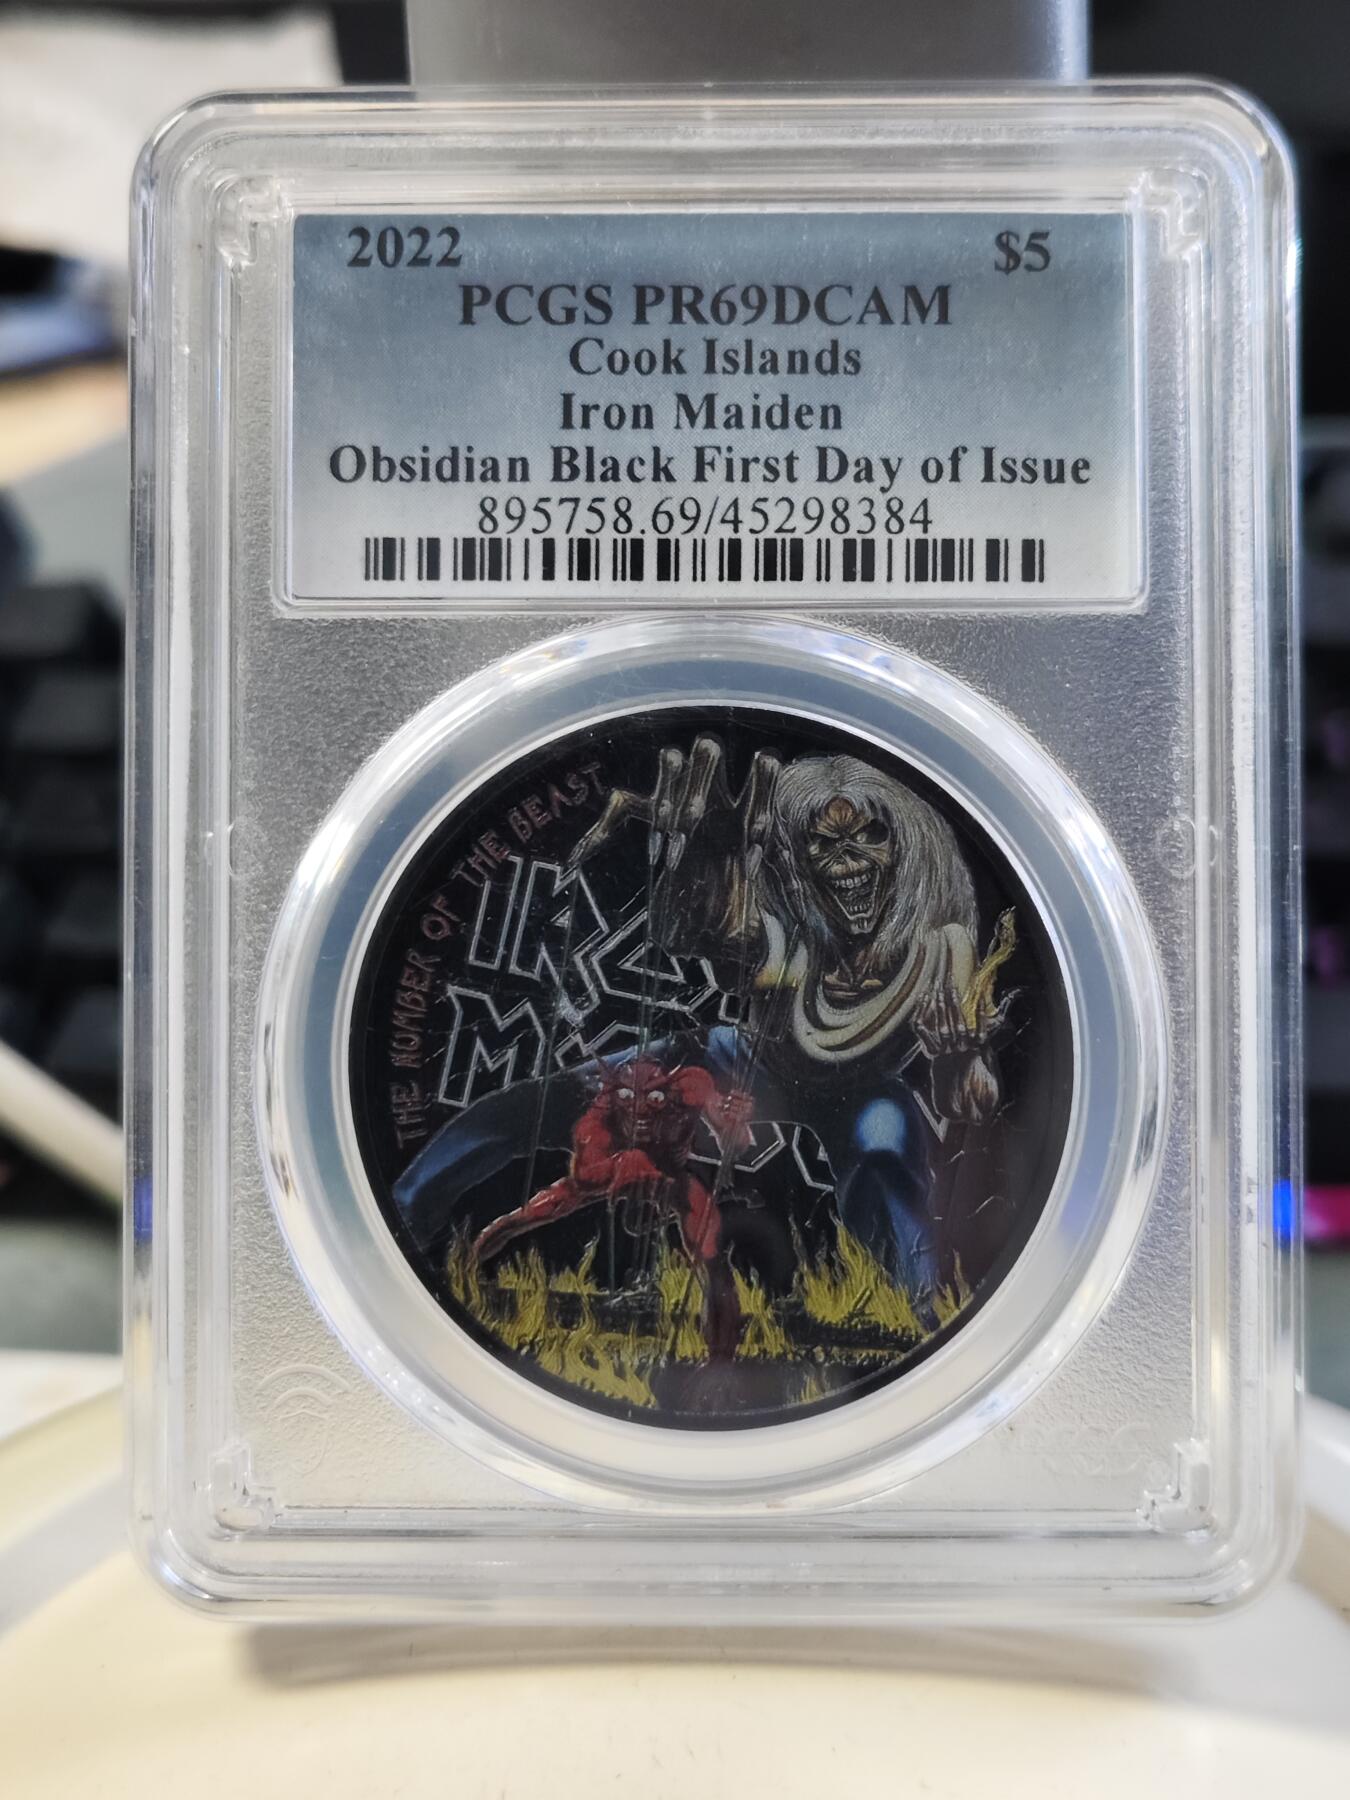 2022 $5
PCGS PR69DCAM
Cook Islands
Iron Maiden
Obsidian Black First Day of Issue
895758.69/45298384
THE NUMBER OF THE BEAST